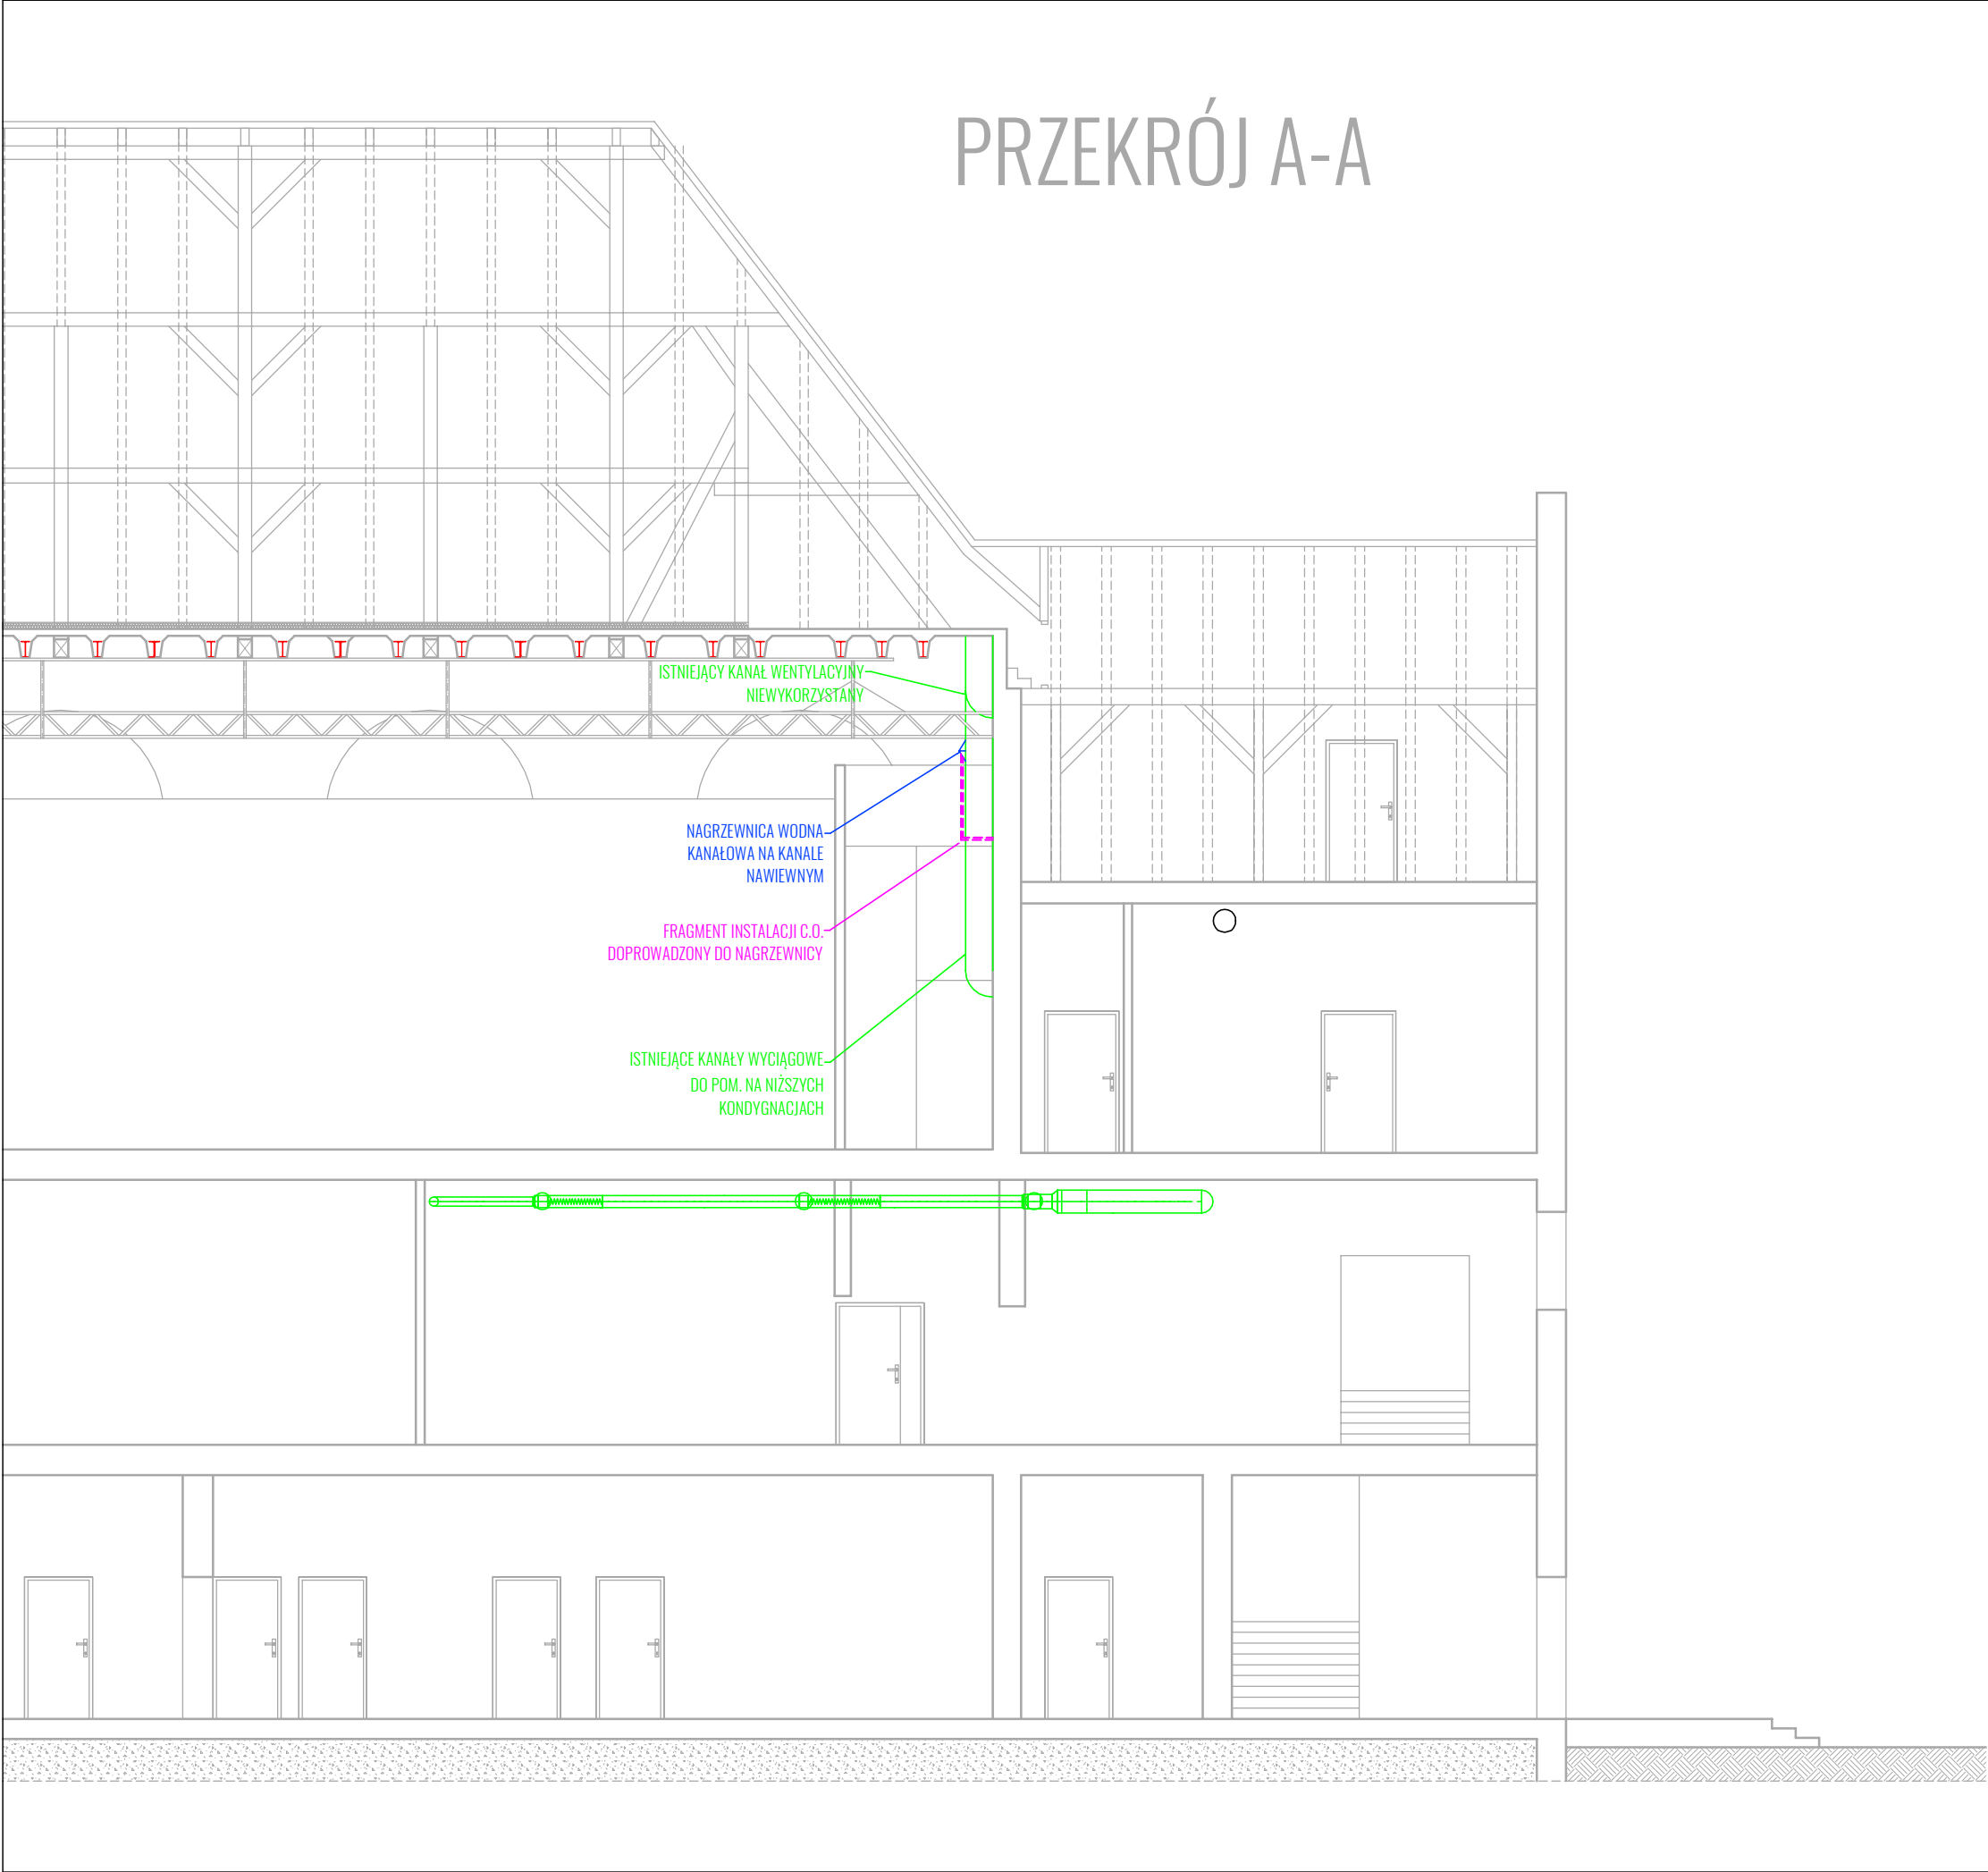 PRZEKRÓJ A-A
ISTNIEJĄCY KANAŁ WENTYLACYJNY
NIEWYKORZYSTANY
NAGRZEWNICA WODNA
KANAŁOWA NA KANALE
NAWIEWNYM
FRAGMENT INSTALACJI C.O.
DOPROWADZONY DO NAGRZEWNICY
ISTNIEJĄCE KANAŁY WYCIĄGOWE
DO POM. NA NIŻSZYCH
KONDYGNACJACH